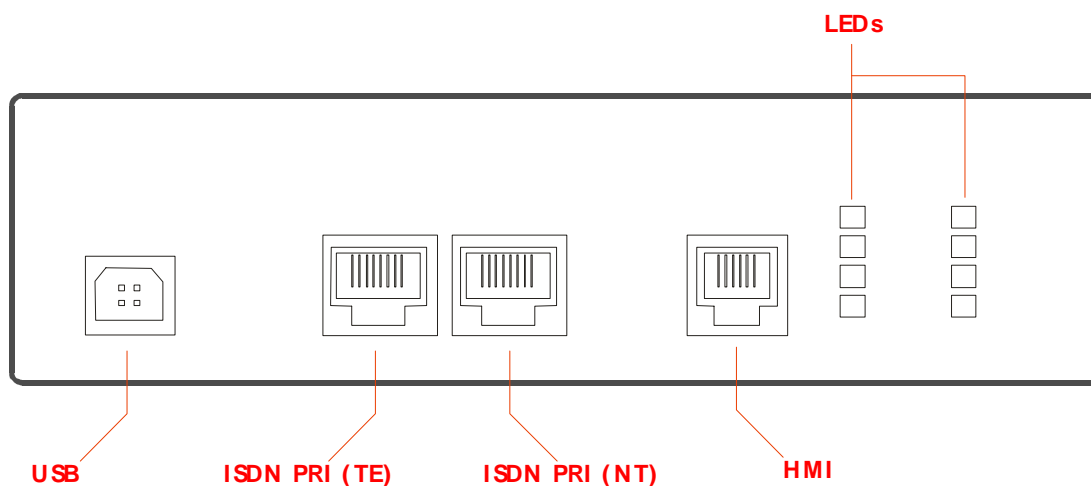 LEDs
USB
ISDN PRI (TE)
ISDN PRI (NT)
HMI